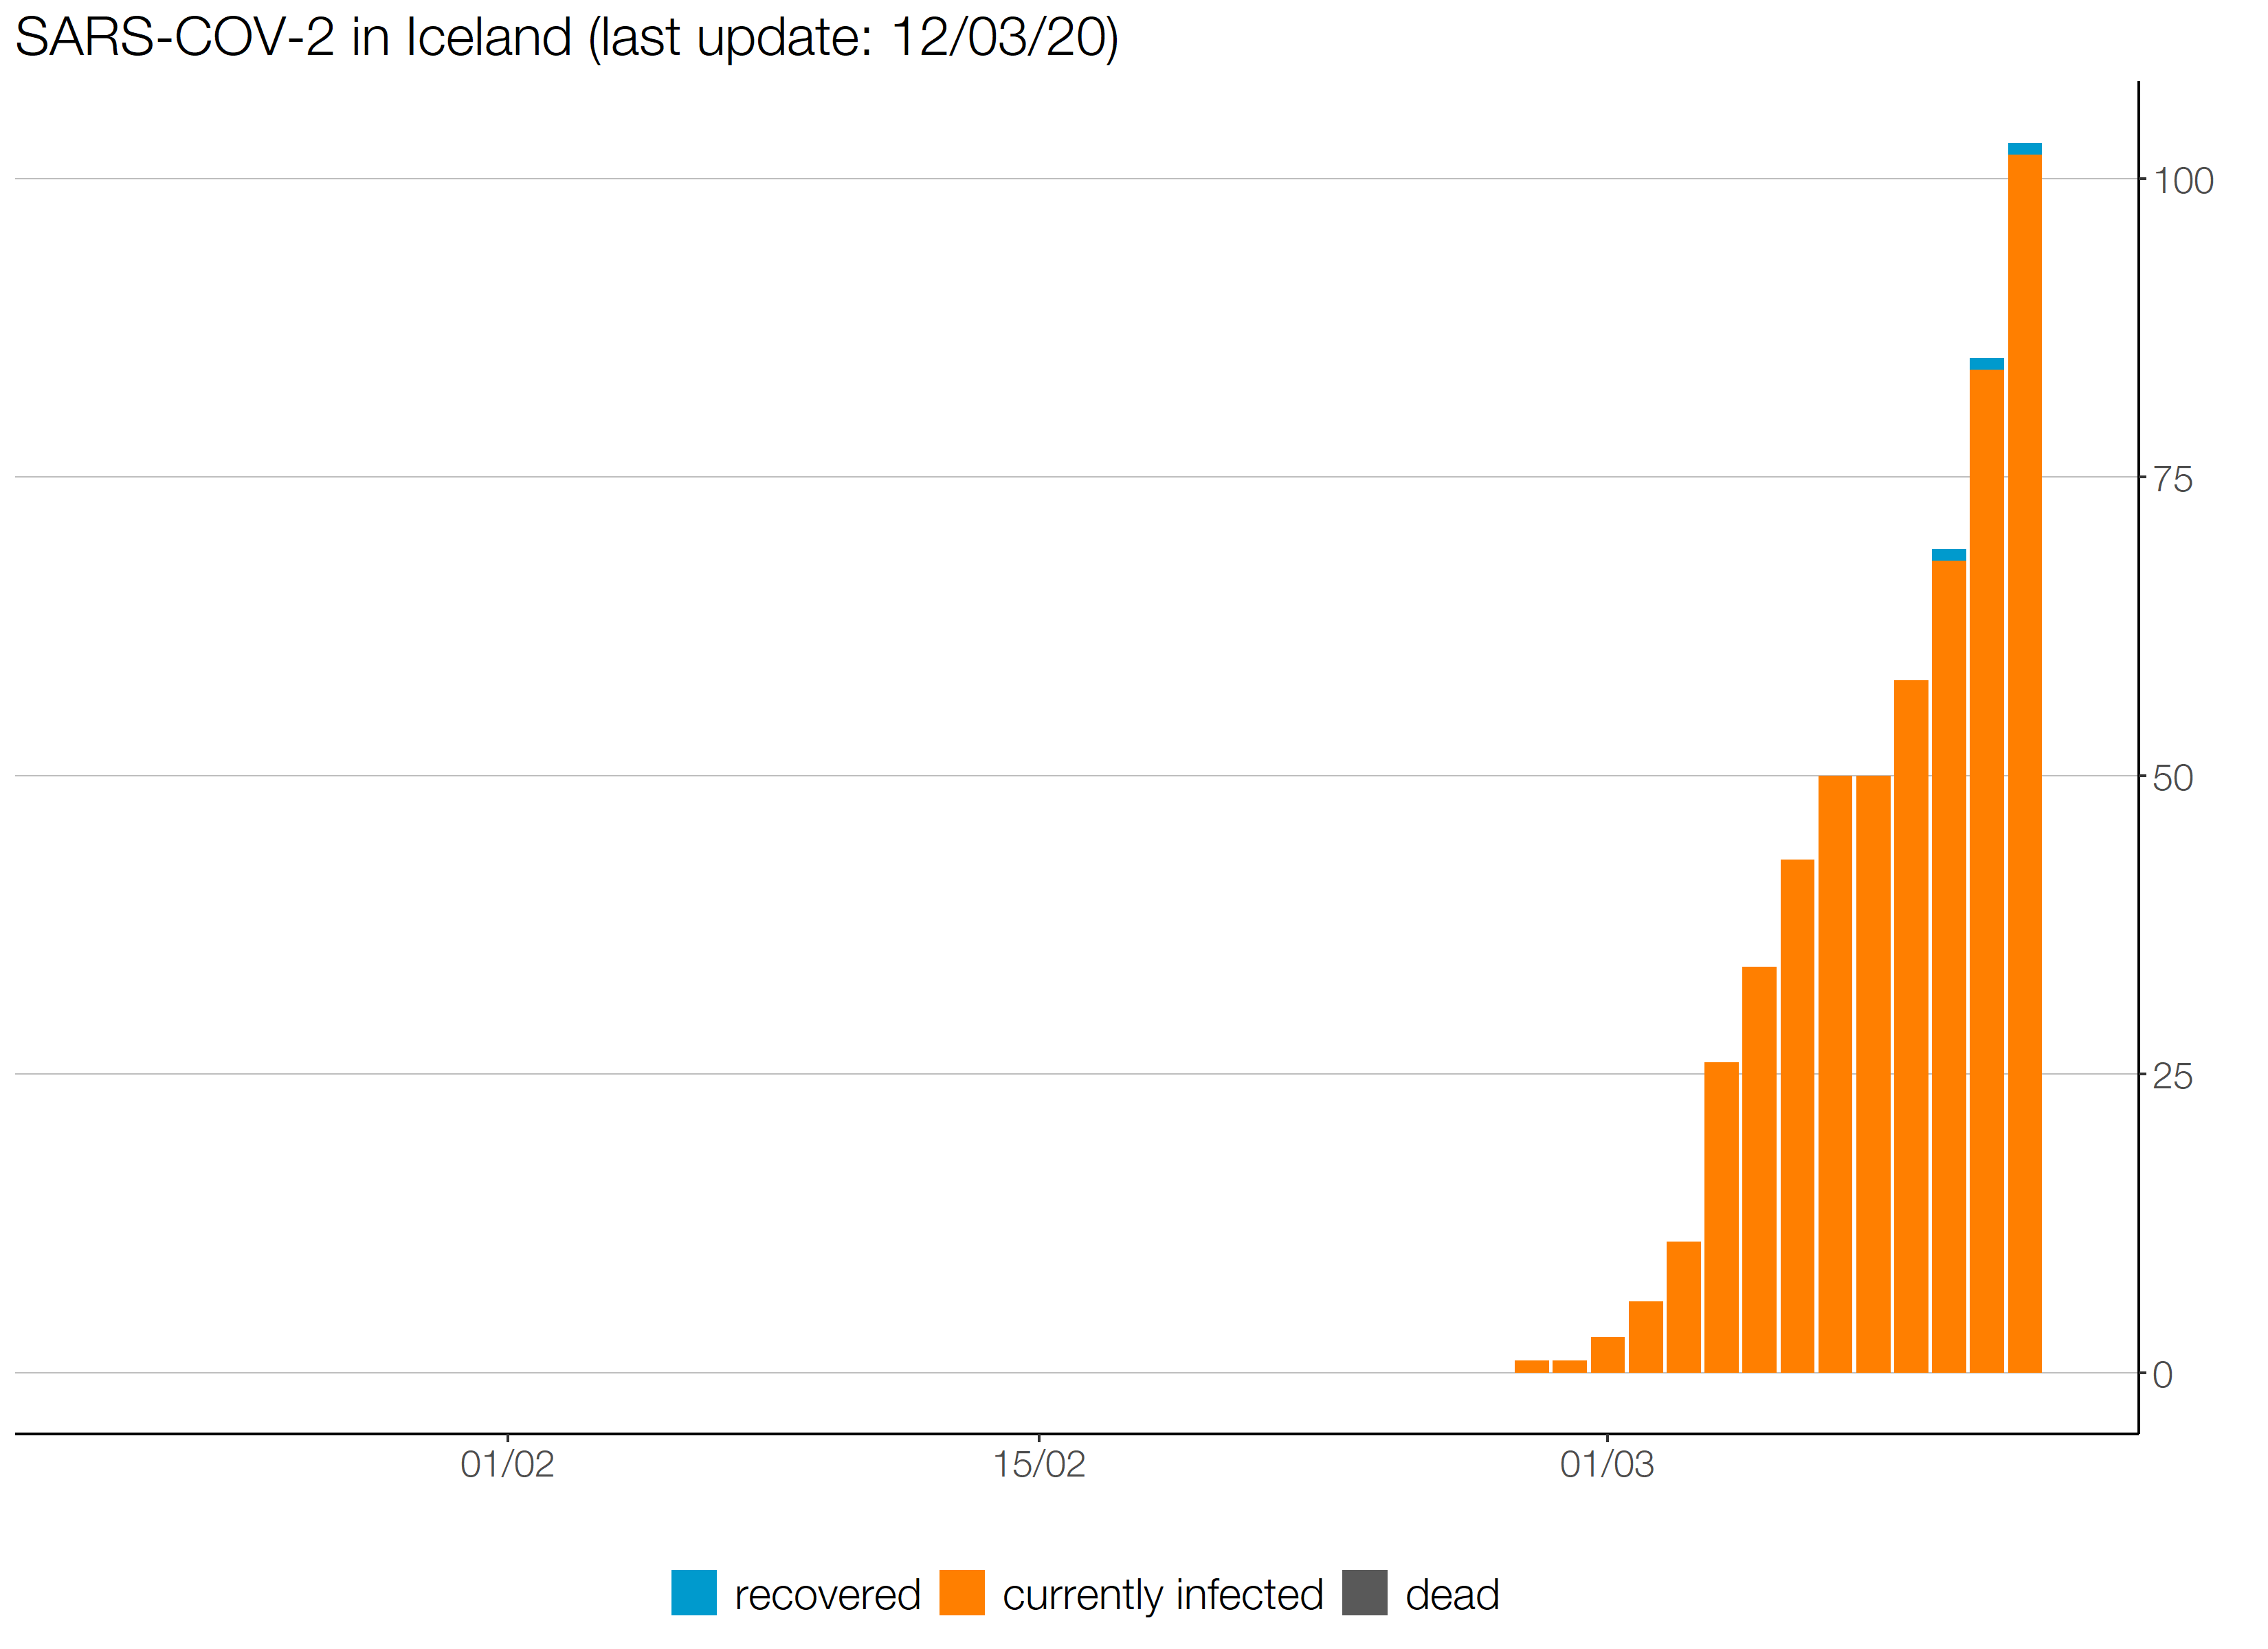 SARS-COV-2 in Iceland (last update: 12/03/20)
100
75
50
25
0
01/02 15/02 01/03
recovered currently infected dead